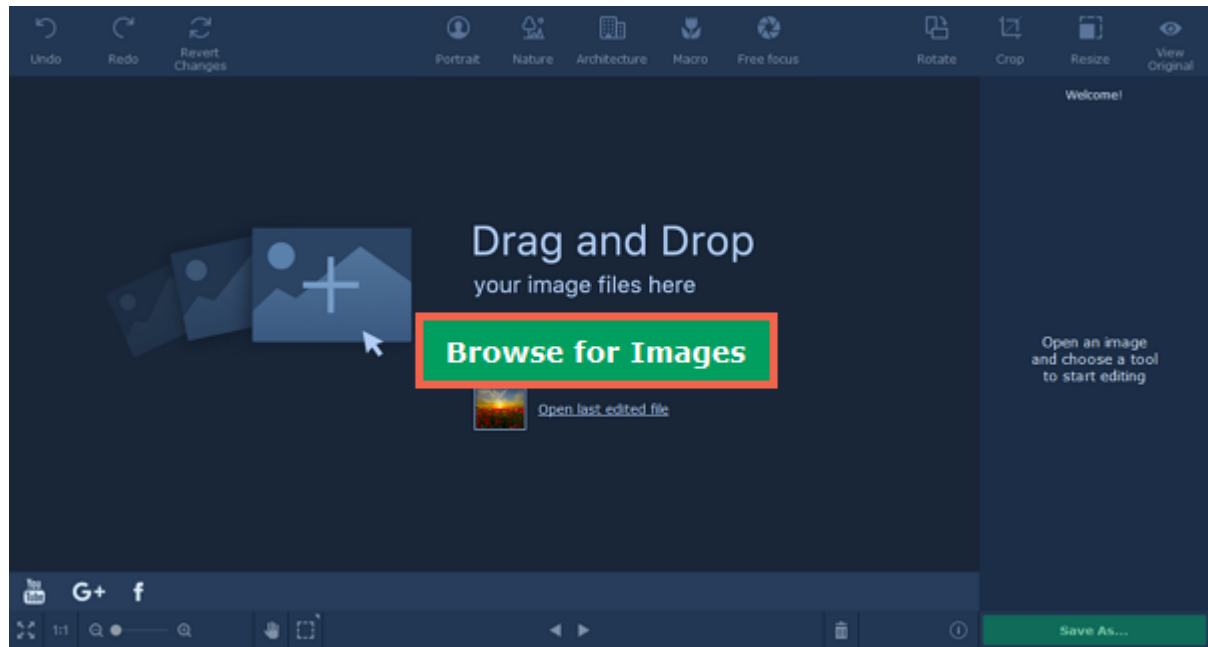 Undo
Redo
Revert
Changes
Portrait
Nature
Architecture
Macro
Free focus
Rotate
Crop
Resize
View
Original
Welcome!
Drag and Drop
your image files here
Browse for Images
Open last edited file
Open an image
and choose a tool
to start editing
You
Tube
G+
f
1:1
Save As...